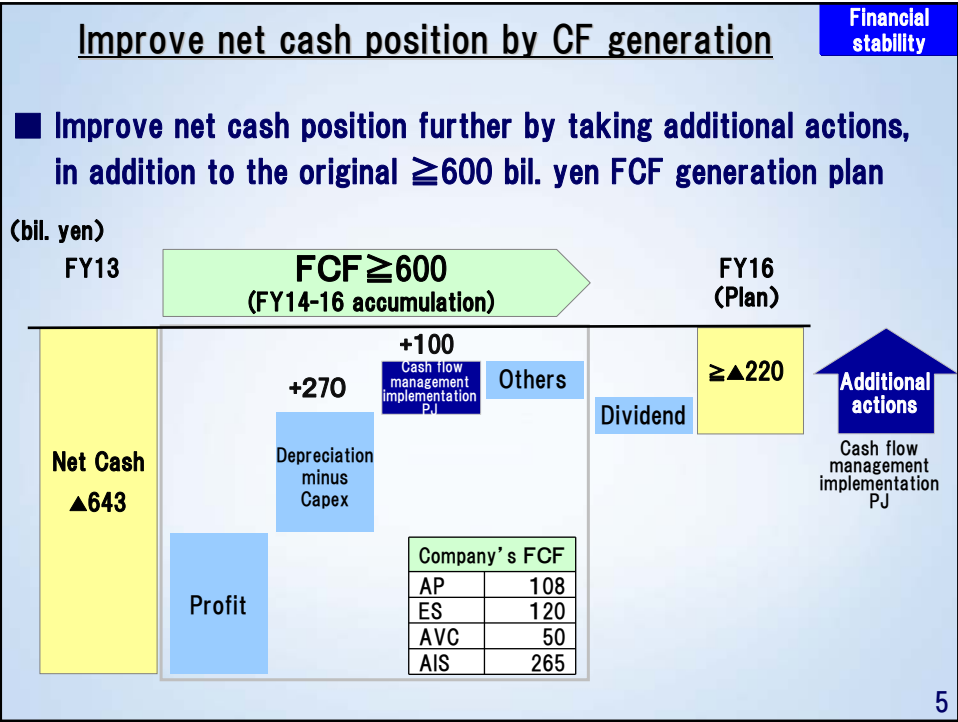 Improve net cash position by CF generation
Financial
stability
■ Improve net cash position further by taking additional actions,
in addition to the original ≧600 bil. yen FCF generation plan
(bil. yen)
FY13
FCF≧600
(FY14-16 accumulation)
FY16
(Plan)
+100
Cash flow
management
implementation
PJ
Others
+270
≧▲220
Additional
actions
Dividend
Depreciation
minus
Capex
Cash flow
management
implementation
PJ
Net Cash
▲643
Profit
Company's FCF
AP 108
ES 120
AVC 50
AIS 265
5